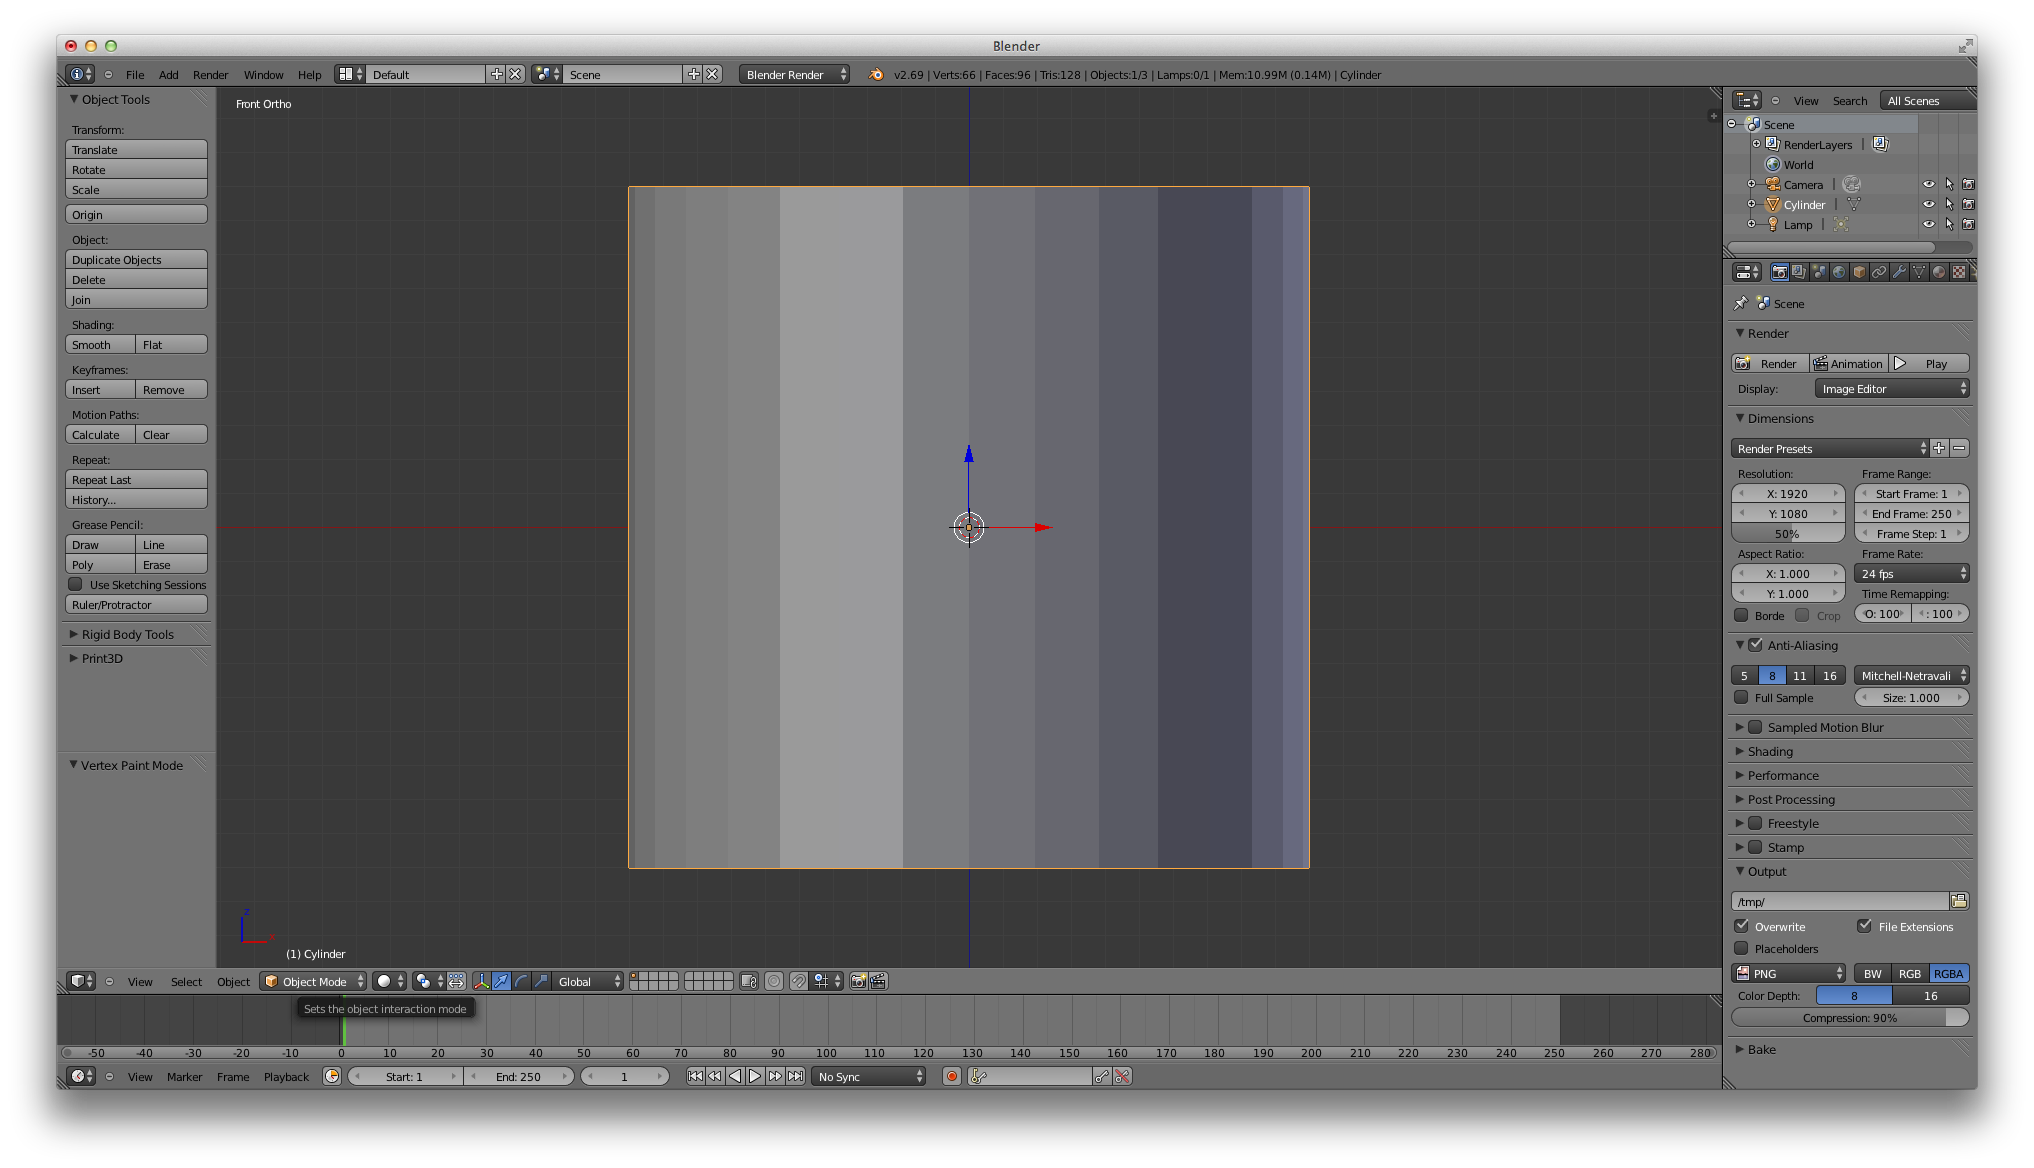 Blender
File Add Render Window Help Default Scene Blender Render v2.69 | Verts:66 | Faces:96 | Tris:128 | Objects:1/3 | Lamps:0/1 | Mem:10.99M (0.14M) | Cylinder
Object Tools
Transform:
Translate
Rotate
Scale
Origin
Object:
Duplicate Objects
Delete
Join
Shading:
Smooth Flat
Keyframes:
Insert Remove
Motion Paths:
Calculate Clear
Repeat:
Repeat Last
History...
Grease Pencil:
Draw Line
Poly Erase
Use Sketching Sessions
Ruler/Protractor
Rigid Body Tools
Print3D
Vertex Paint Mode
Front Ortho
z
x
(1) Cylinder
View Select Object Object Mode Global
Sets the object interaction mode
-50 -40 -30 -20 -10 0 10 20 30 40 50 60 70 80 90 100 110 120 130 140 150 160 170 180 190 200 210 220 230 240 250 260 270 280
View Marker Frame Playback Start: 1 End: 250 1 No Sync
View Search All Scenes
Scene
RenderLayers |
World
Camera |
Cylinder |
Lamp |
Scene
Render
Render Animation Play
Display: Image Editor
Dimensions
Render Presets
Resolution: Frame Range:
X: 1920 Start Frame: 1
Y: 1080 End Frame: 250
50% Frame Step: 1
Aspect Ratio: Frame Rate:
X: 1.000 24 fps
Y: 1.000 Time Remapping:
Borde Crop O: 100 : 100
Anti-Aliasing
5 8 11 16 Mitchell-Netravali
Full Sample Size: 1.000
Sampled Motion Blur
Shading
Performance
Post Processing
Freestyle
Stamp
Output
/tmp/
Overwrite File Extensions
Placeholders
PNG BW RGB RGBA
Color Depth: 8 16
Compression: 90%
Bake